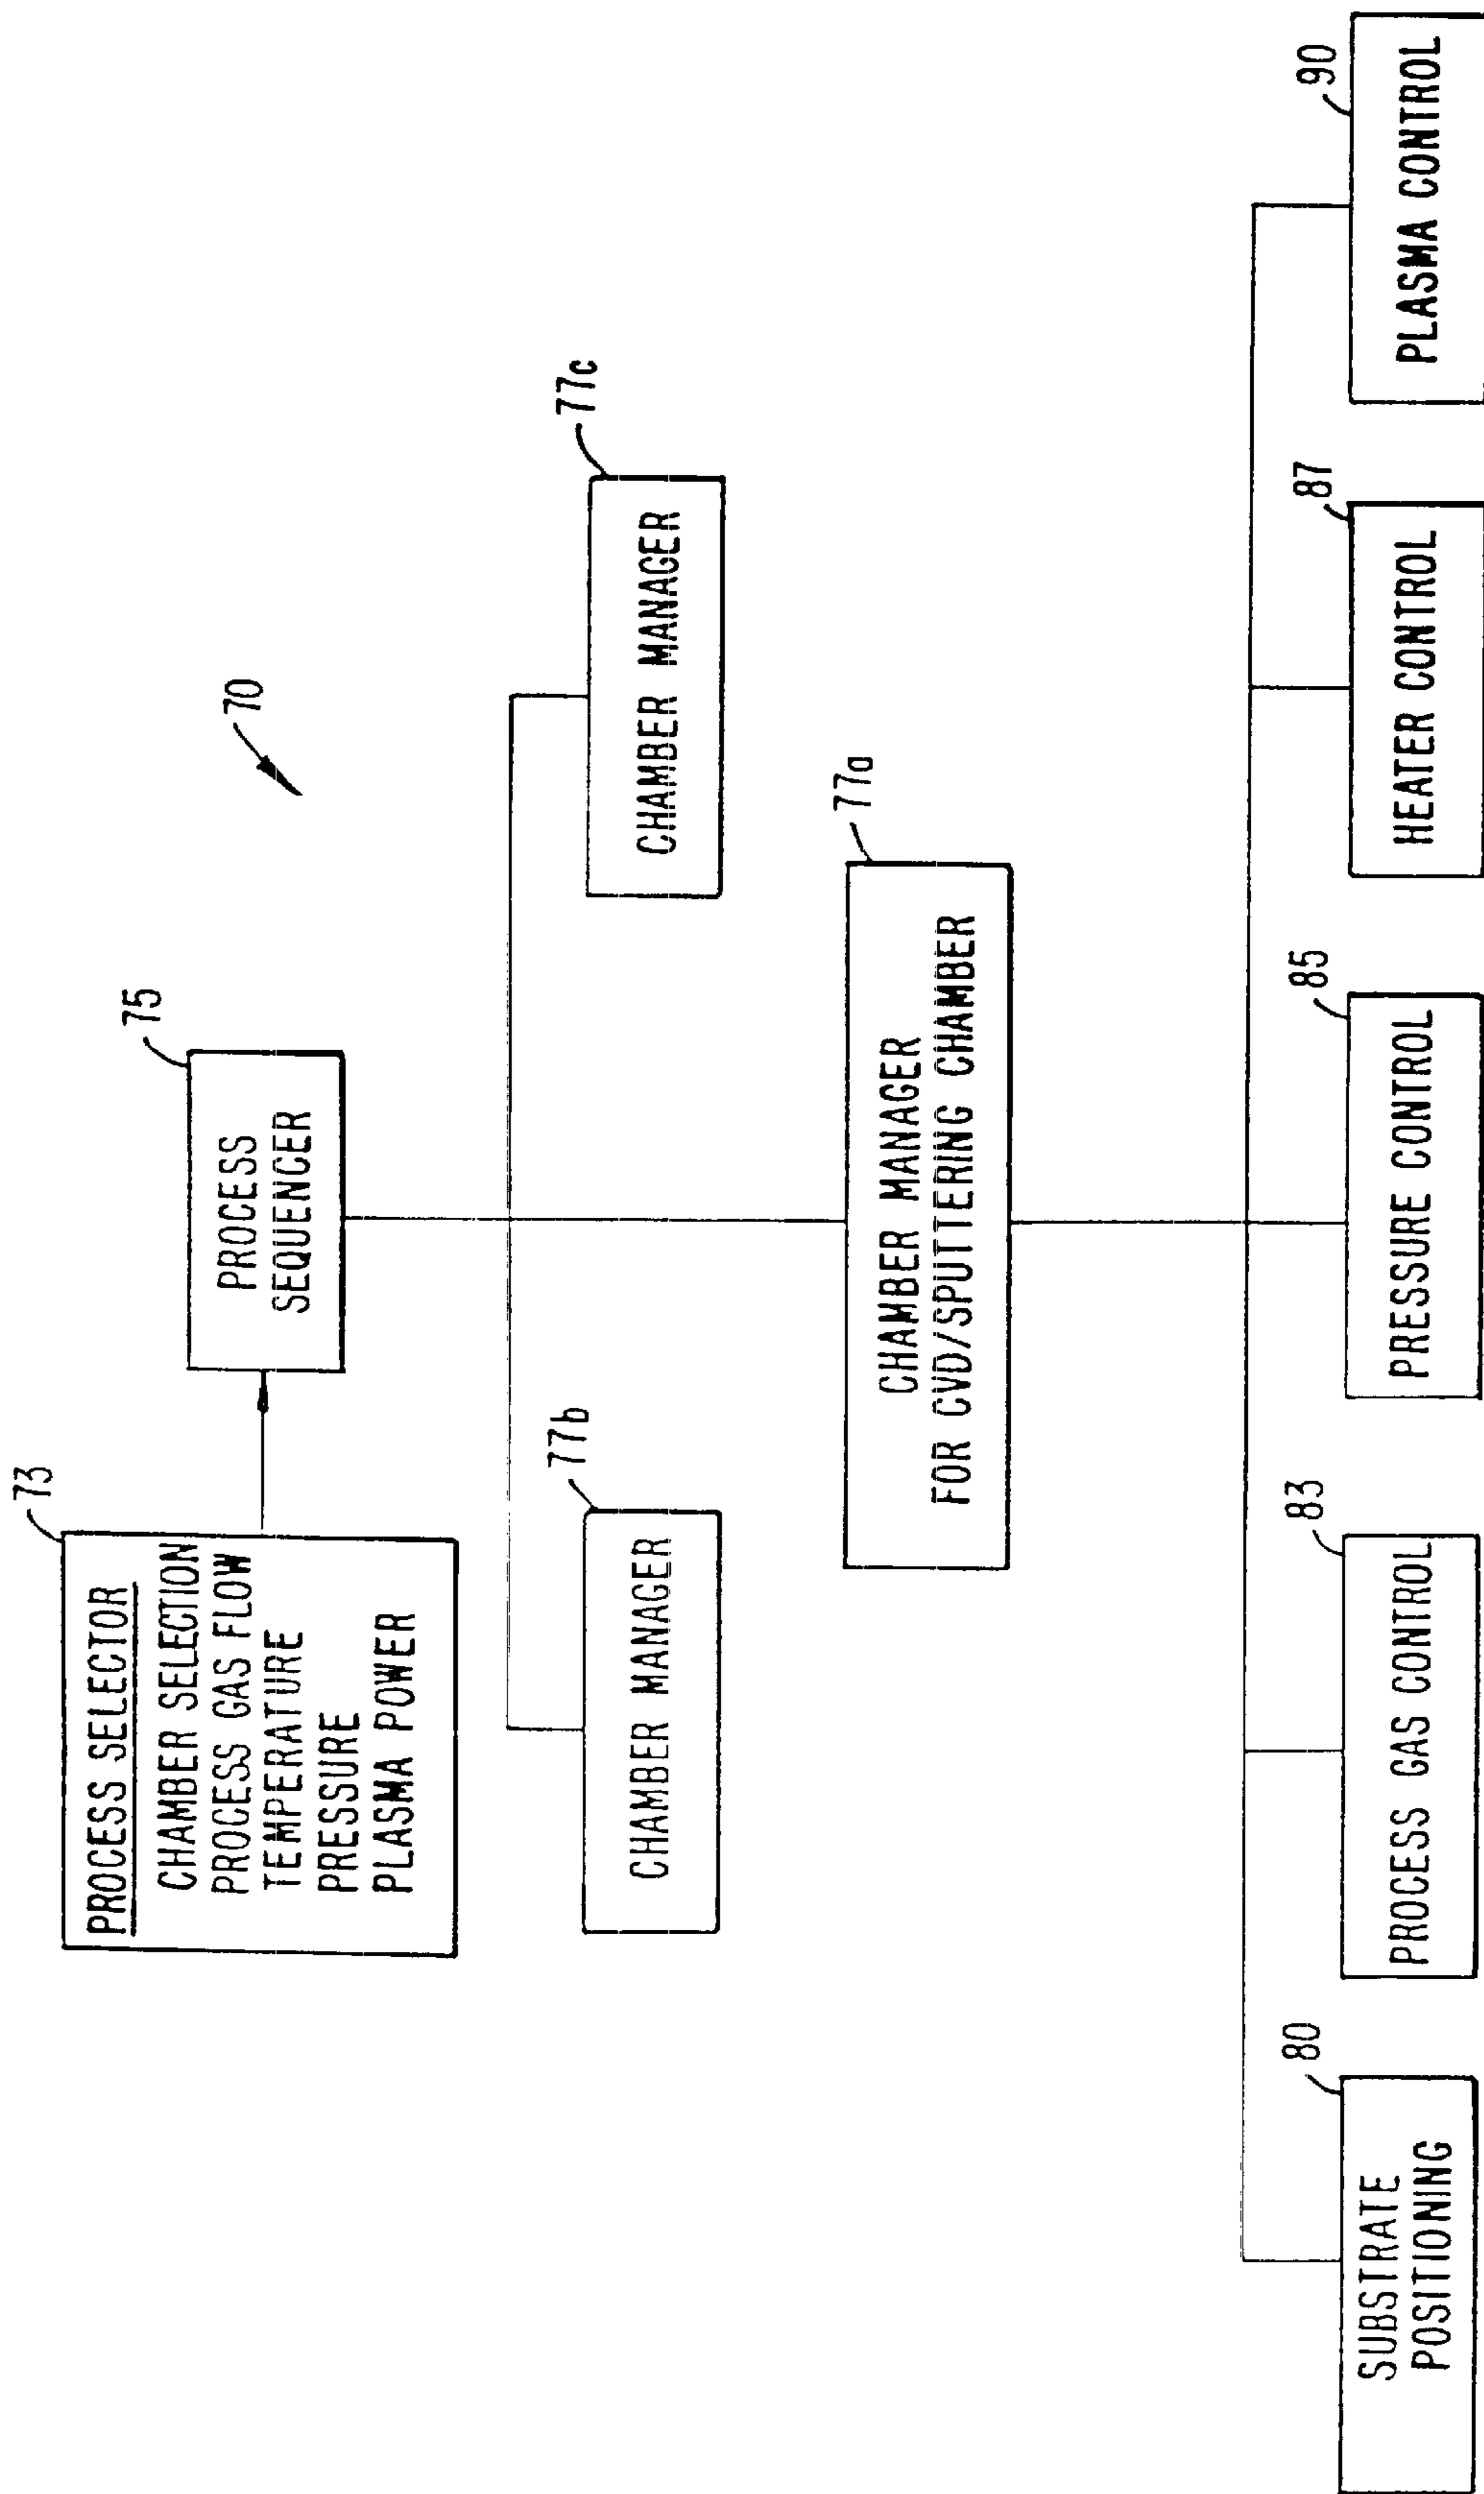 70
73
PROCESS SELECTOR
CHAMBER SELECTION
PROCESS GAS FLOW
TEMPERATURE
PRESSURE
PLASMA POWER
75
PROCESS
SEQUENCER
77b
CHAMBER MANAGER
77c
CHAMBER MANAGER
77a
CHAMBER MANAGER
FOR CVD/SPUTTERING CHAMBER
80
SUBSTRATE
POSITIONING
83
PROCESS GAS CONTROL
85
PRESSURE CONTROL
87
HEATER CONTROL
90
PLASMA CONTROL